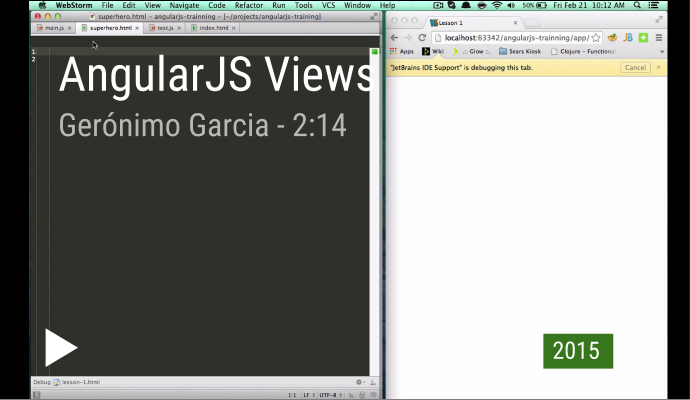 WebStorm File Edit View Navigate Code Refactor Run Tools VCS Window Help
50% Fri Feb 21 10:12 AM
superhero.html – angularjs-trainning – [~/projects/angularjs-training]
main.js superhero.html test.js index.html
1
2
AngularJS Views
Gerónimo Garcia - 2:14
Debug lesson-1.html
1:1 LF UTF-8
Lesson 1
localhost:63342/angularjs-trainning/app/
Apps Wiki .: Glow :. Sears Kiosk Clojure - Function
"JetBrains IDE Support" is debugging this tab. Cancel
2015